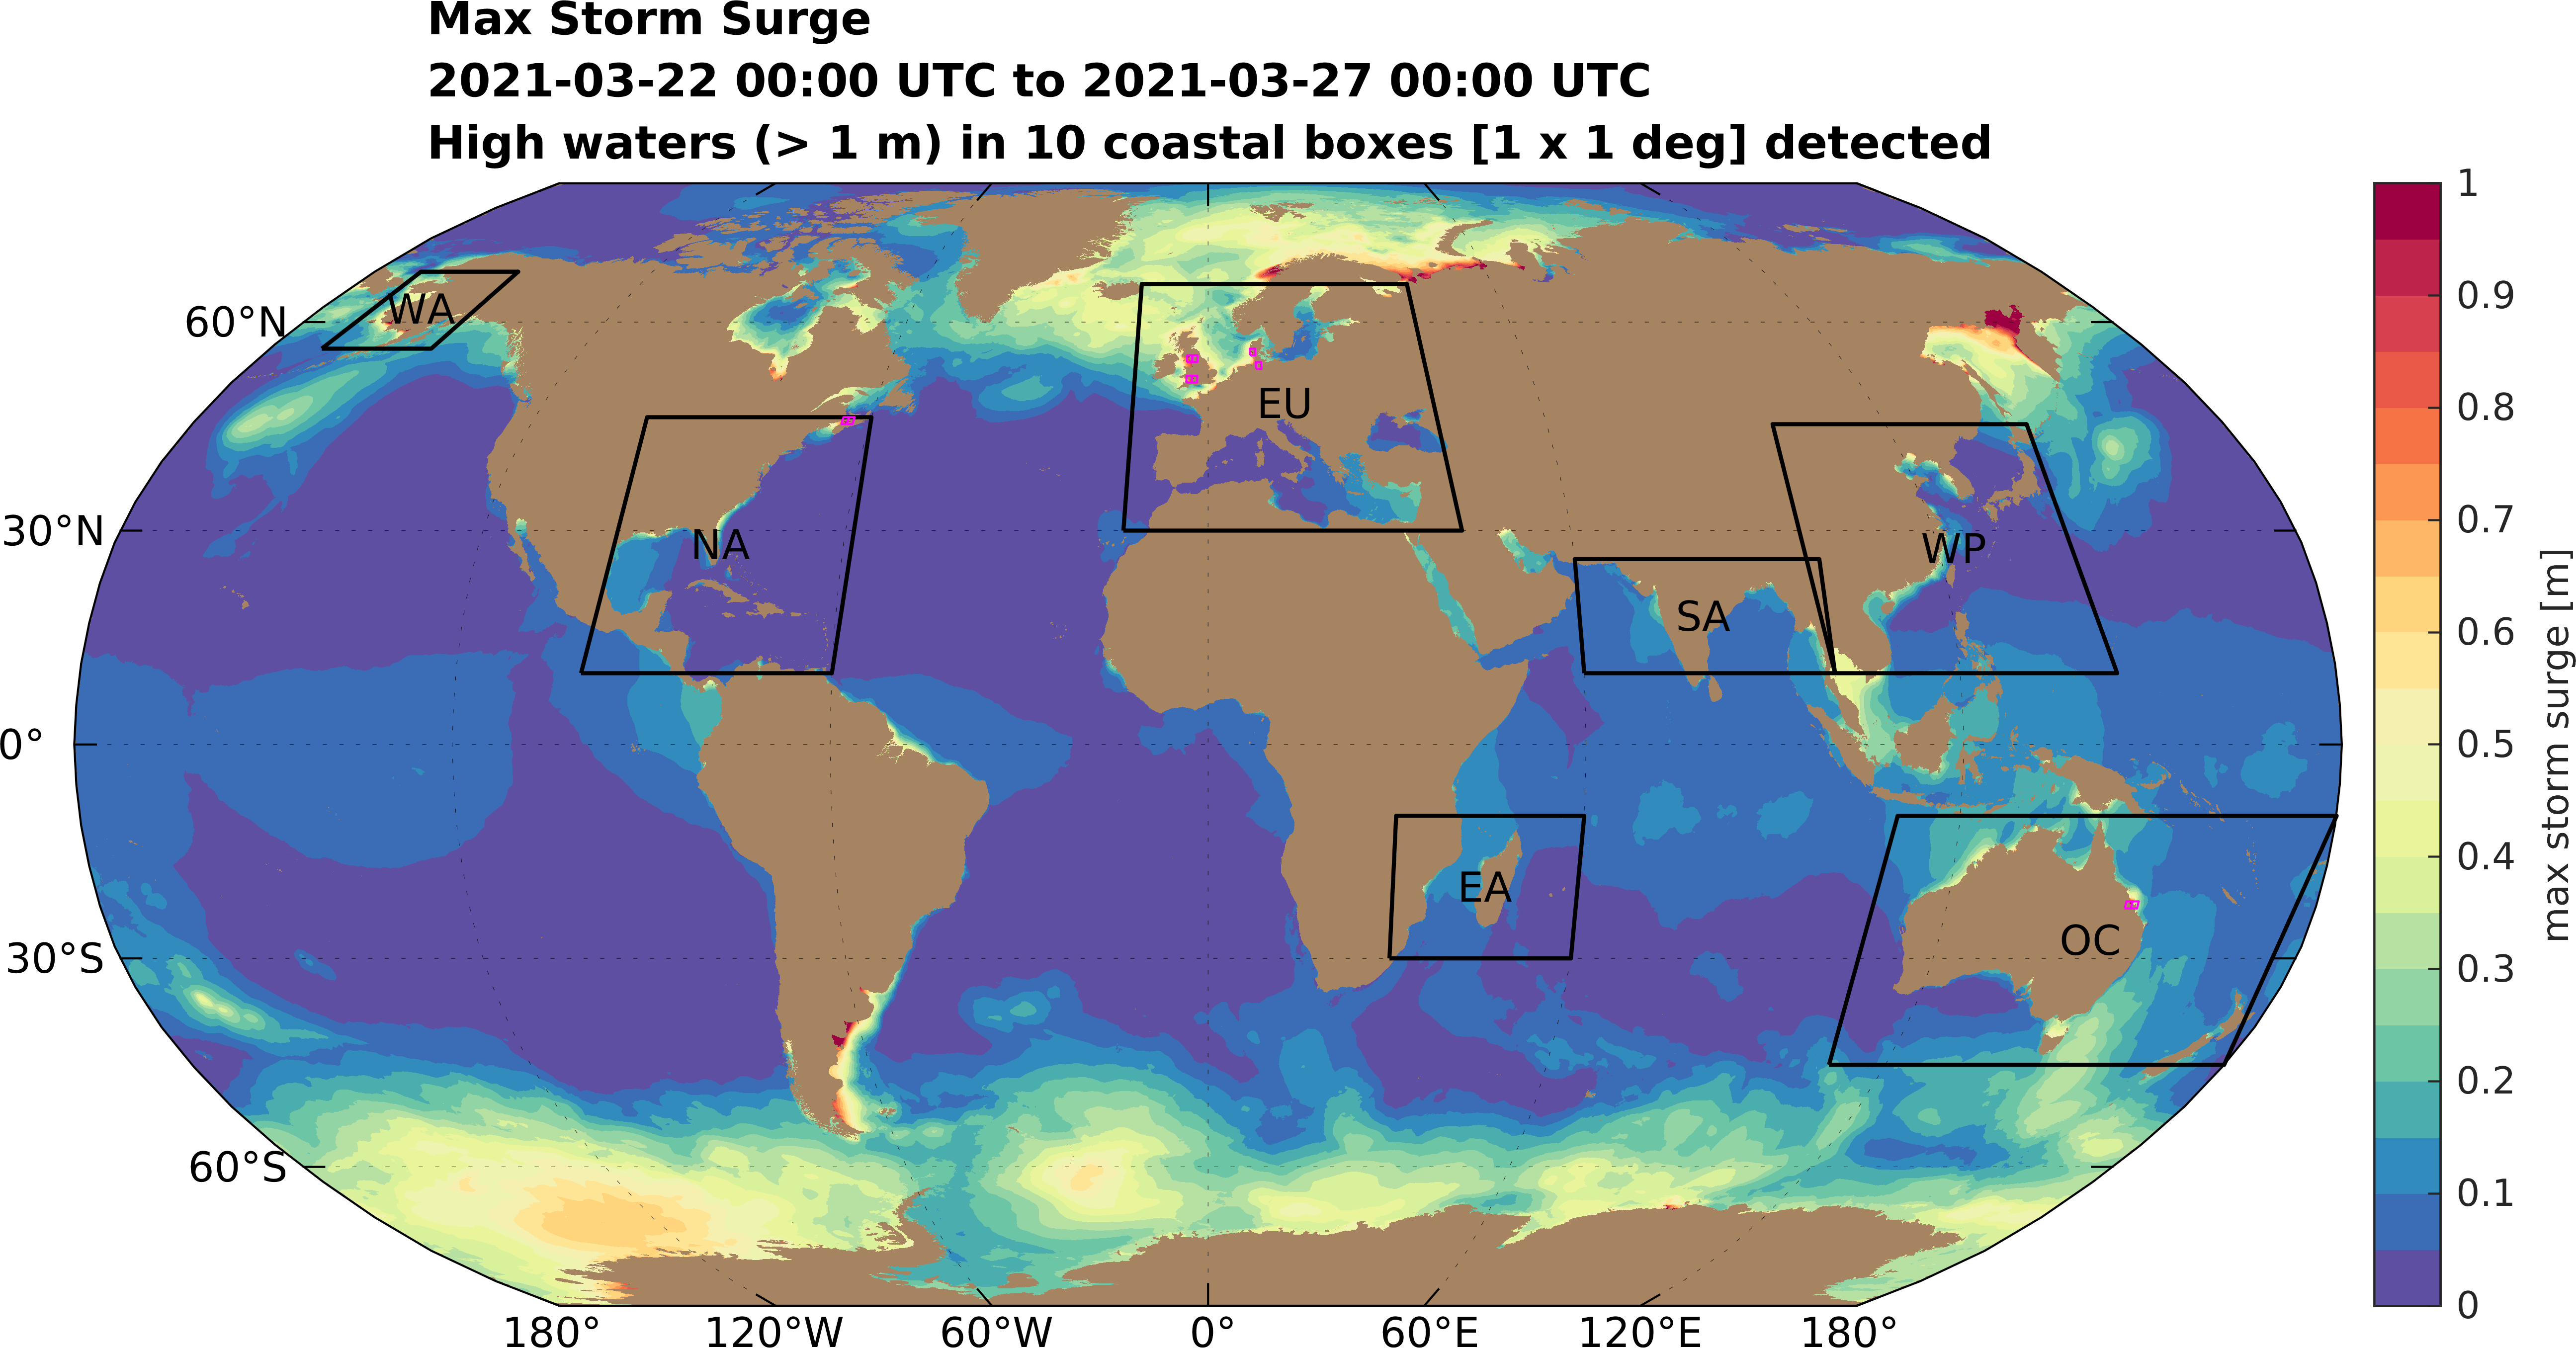 Max Storm Surge
2021-03-22 00:00 UTC to 2021-03-27 00:00 UTC
High waters (> 1 m) in 10 coastal boxes [1 x 1 deg] detected
60°N
30°N
0°
30°S
60°S
WA
NA
EU
SA
WP
EA
OC
180°
120°W
60°W
0°
60°E
120°E
180°
1
0.9
0.8
0.7
0.6
0.5
0.4
0.3
0.2
0.1
0
max storm surge [m]